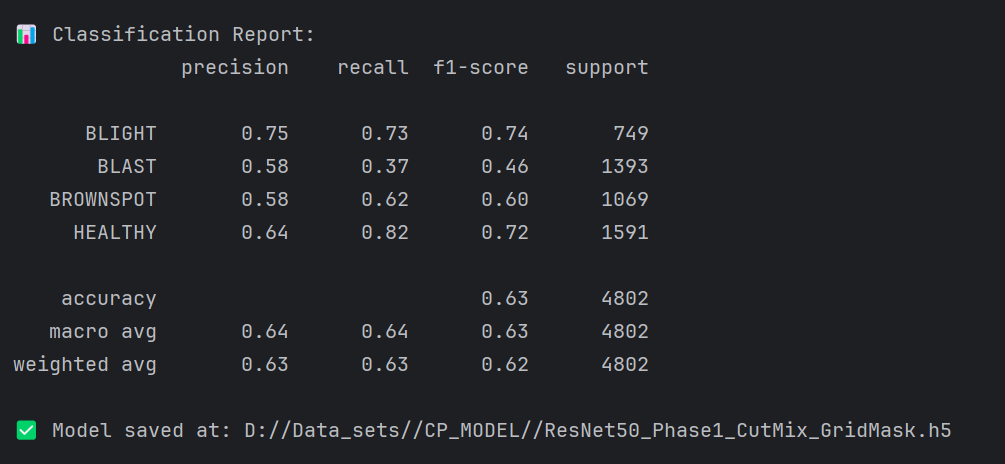 📊 Classification Report:
precision recall f1-score support
BLIGHT 0.75 0.73 0.74 749
BLAST 0.58 0.37 0.46 1393
BROWNSPOT 0.58 0.62 0.60 1069
HEALTHY 0.64 0.82 0.72 1591
accuracy 0.63 4802
macro avg 0.64 0.64 0.63 4802
weighted avg 0.63 0.63 0.62 4802
✅ Model saved at: D://Data_sets//CP_MODEL//ResNet50_Phase1_CutMix_GridMask.h5